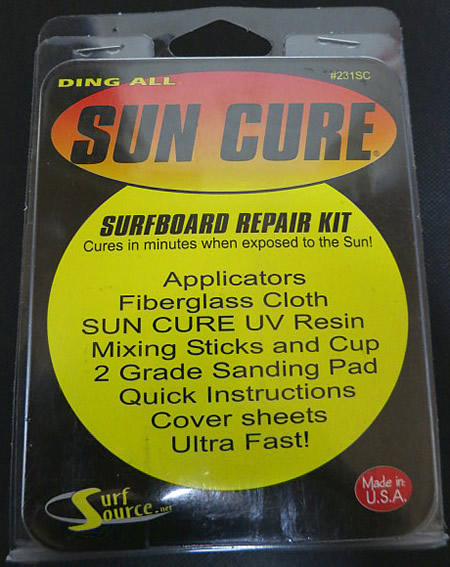 DING ALL
#231SC
SUN CURE®
SURFBOARD REPAIR KIT
Cures in minutes when exposed to the Sun!
Applicators
Fiberglass Cloth
SUN CURE UV Resin
Mixing Sticks and Cup
2 Grade Sanding Pad
Quick Instructions
Cover sheets
Ultra Fast!
Surf
Source.net
Made in
U.S.A.